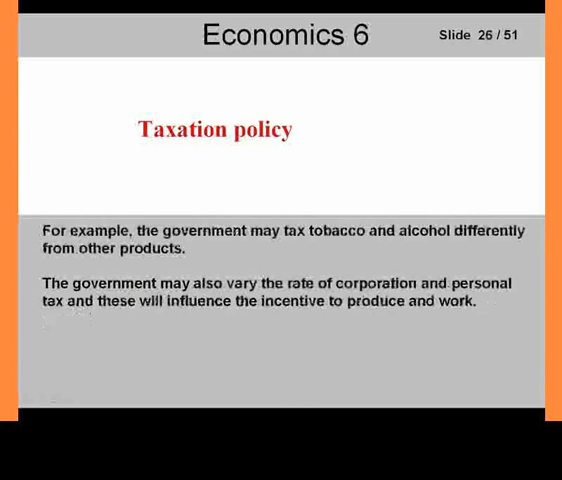 Economics 6
Slide 26 / 51
Taxation policy
For example, the government may tax tobacco and alcohol differently
from other products.
The government may also vary the rate of corporation and personal
tax and these will influence the incentive to produce and work.